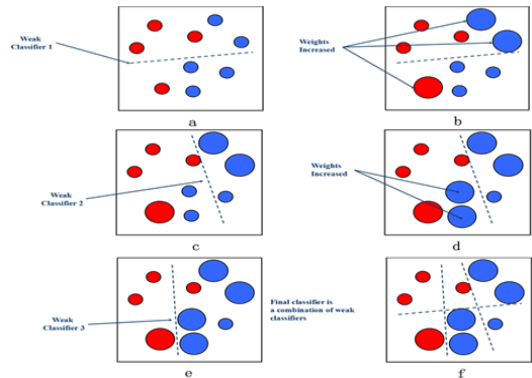 Weak
Classifier 1
Weights
Increased
a
b
Weak
Classifier 2
Weights
Increased
c
d
Weak
Classifier 3
Final classifier is
a combination of weak
classifiers
e
f